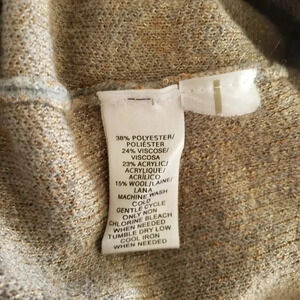 38% POLYESTER/
POLIÉSTER
24% VISCOSE/
VISCOSA
23% ACRYLIC/
ACRYLIQUE/
ACRÍLICO
15% WOOL/LAINE/
LANA
MACHINE WASH
COLD
GENTLE CYCLE
ONLY NON
CHLORINE BLEACH
WHEN NEEDED
TUMBLE DRY LOW
COOL IRON
WHEN NEEDED